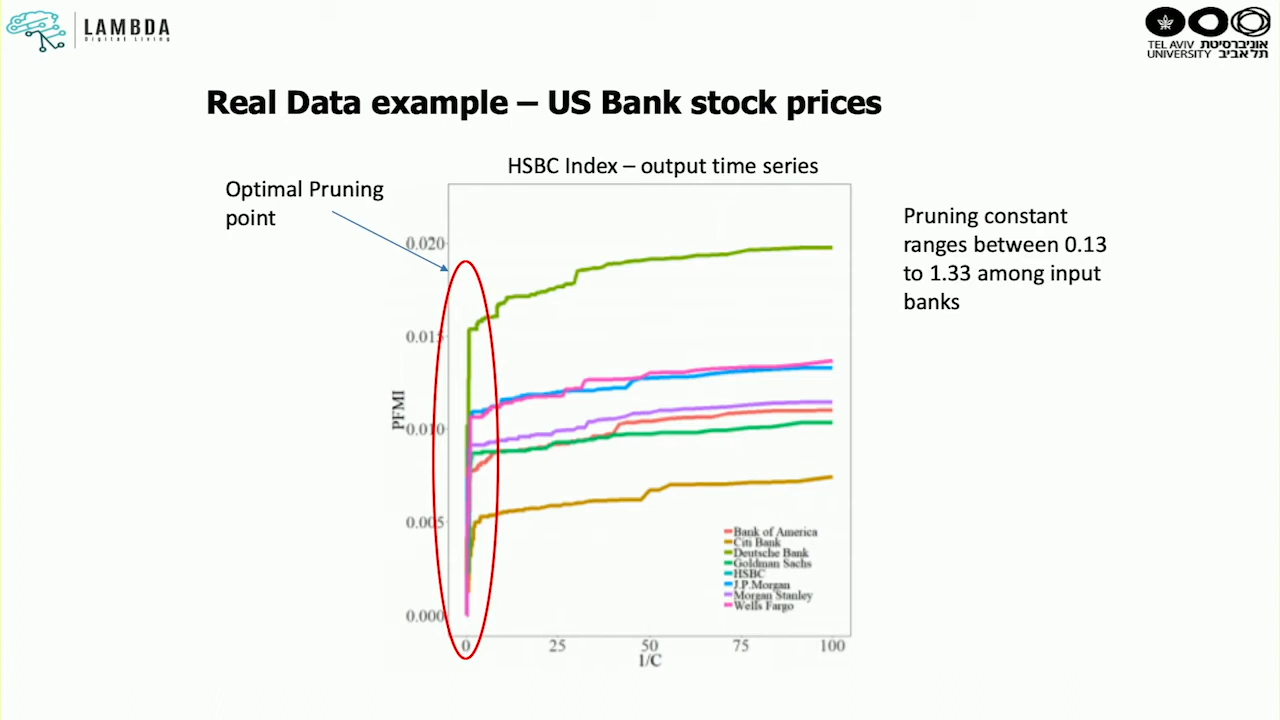 LAMBDA
Digital Living
TEL AVIV אוניברסיטת
UNIVERSITY תל אביב
Real Data example – US Bank stock prices
HSBC Index – output time series
Optimal Pruning
point
Pruning constant
ranges between 0.13
to 1.33 among input
banks
PFMI
0.020
0.015
0.010
0.005
0.000
0
25
50
75
100
1/C
Bank of America
Citi Bank
Deutsche Bank
Goldman Sachs
HSBC
J.P.Morgan
Morgan Stanley
Wells Fargo